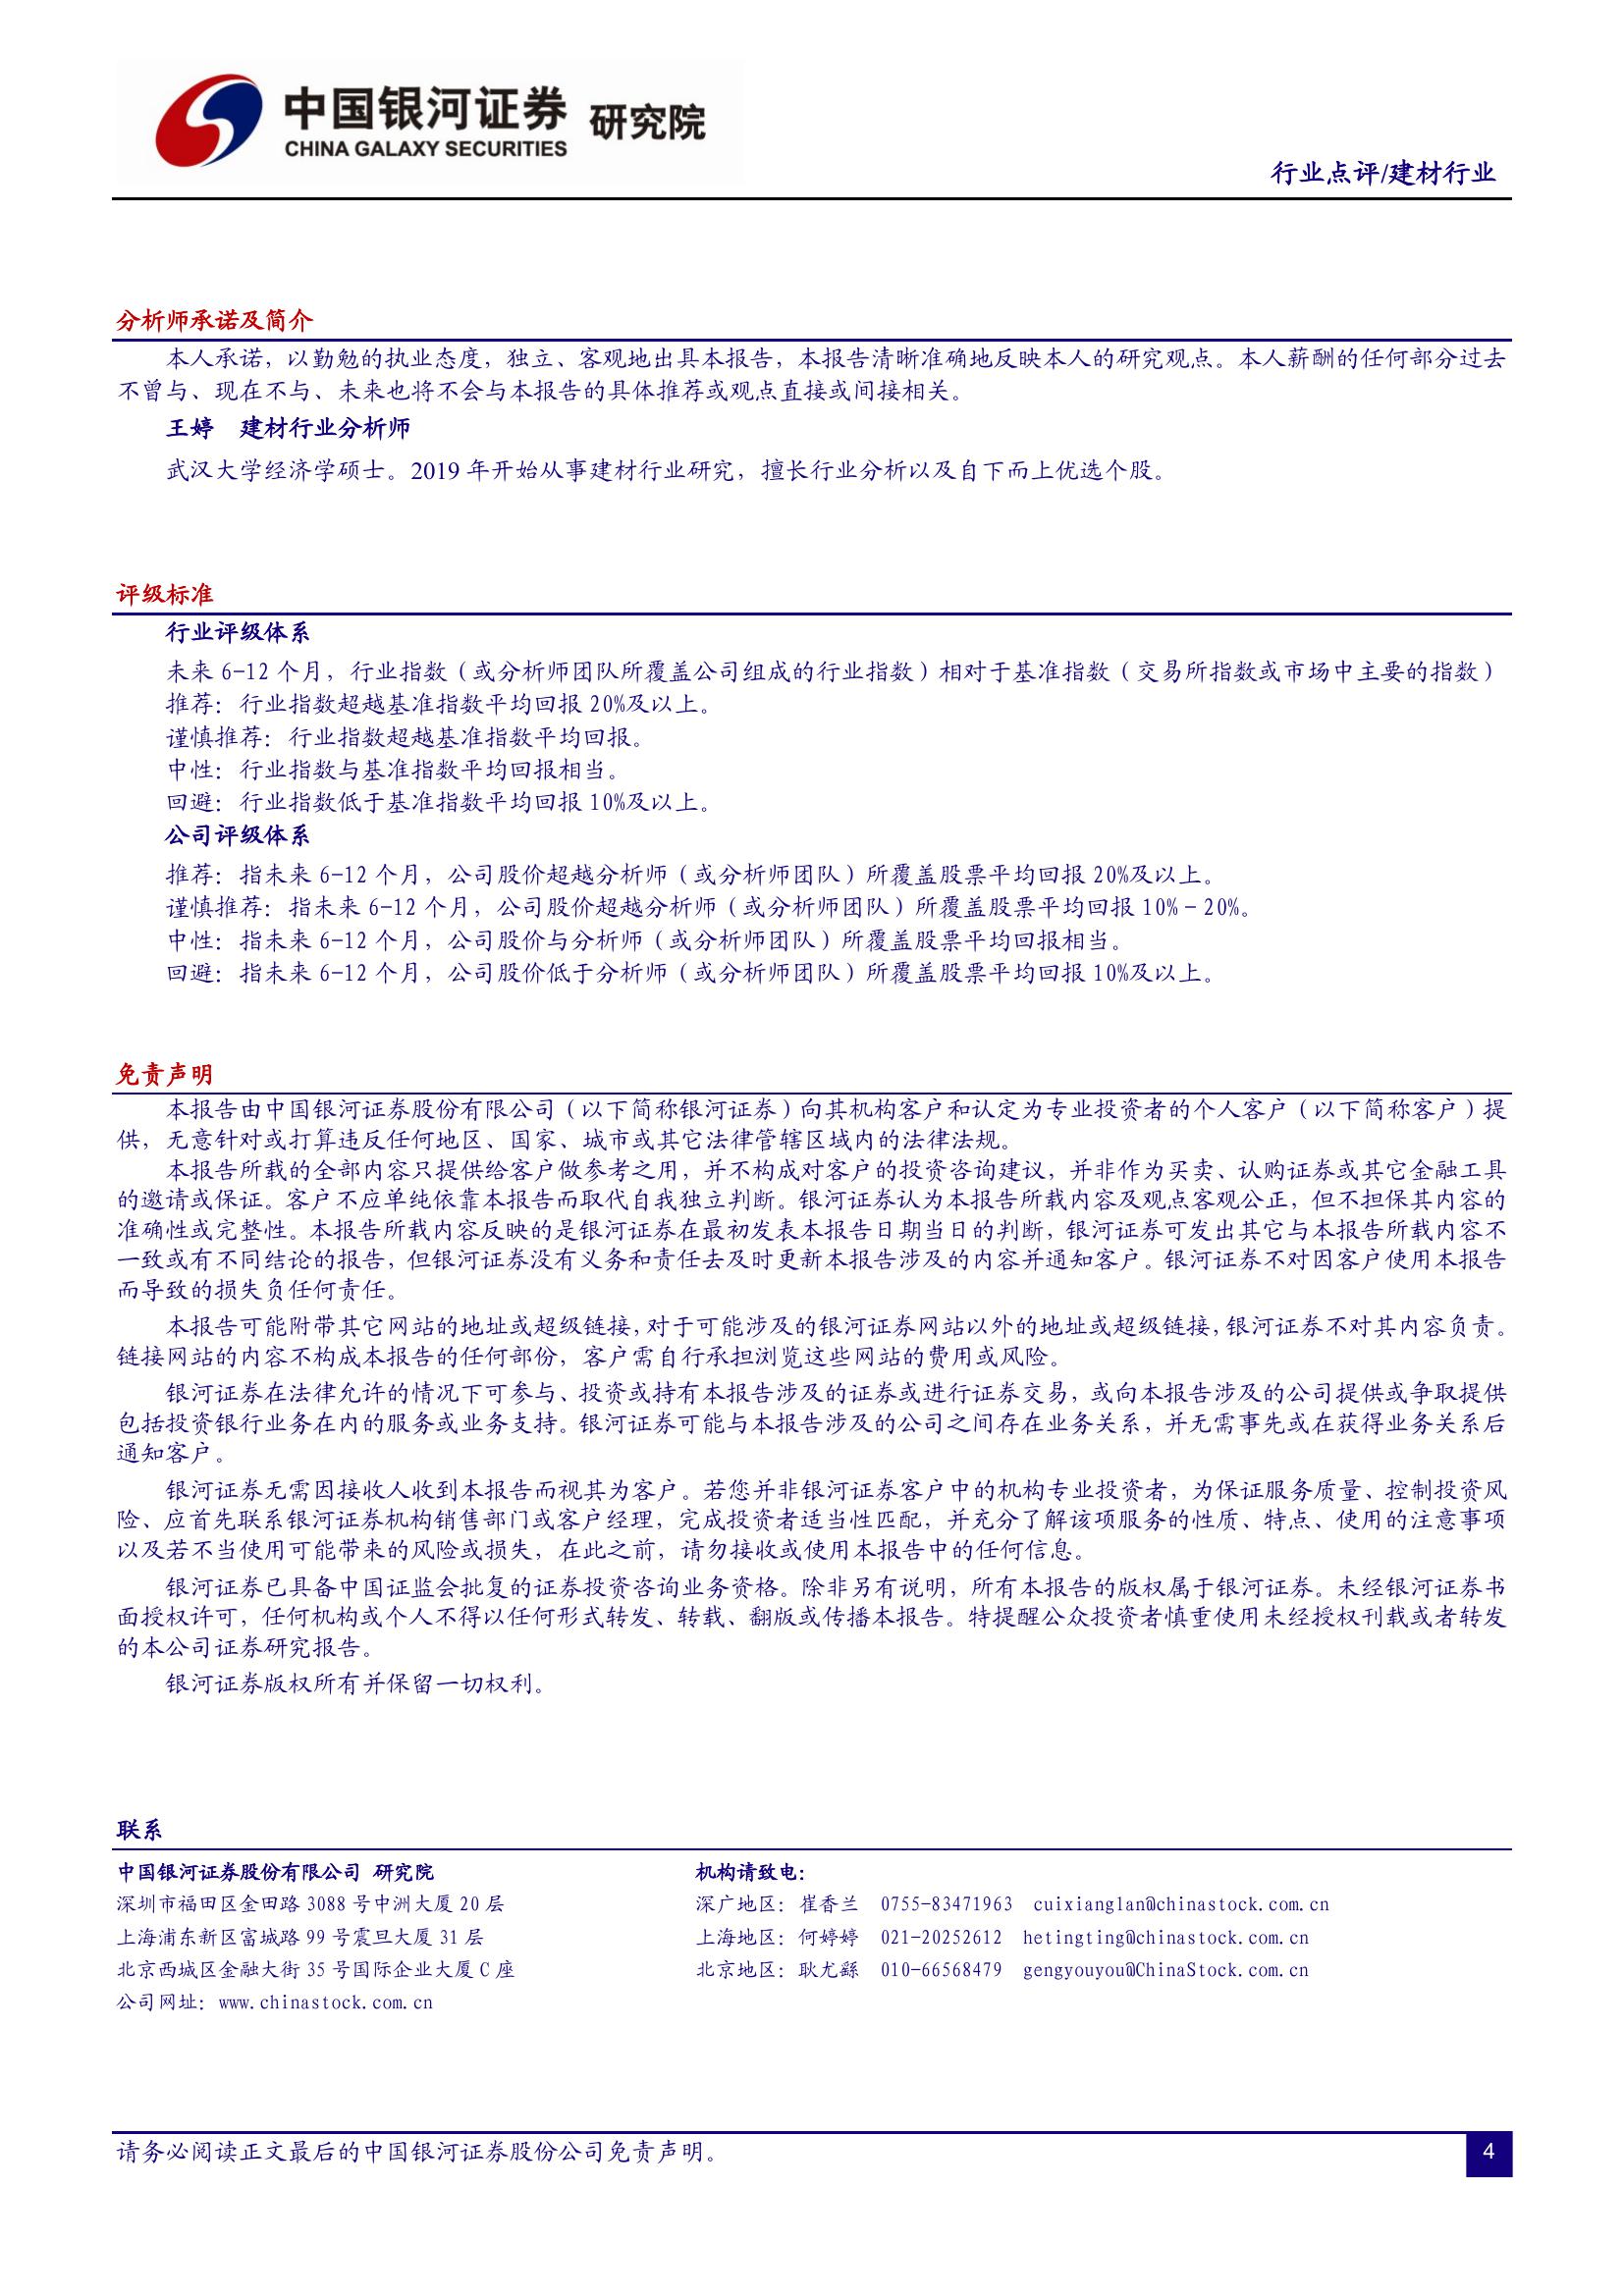 中国银河证券 研究院
CHINA GALAXY SECURITIES
行业点评/建材行业
分析师承诺及简介
本人承诺，以勤勉的执业态度，独立、客观地出具本报告，本报告清晰准确地反映本人的研究观点。本人薪酬的任何部分过去
不曾与、现在不与、未来也将不会与本报告的具体推荐或观点直接或间接相关。
王婷 建材行业分析师
武汉大学经济学硕士。2019 年开始从事建材行业研究，擅长行业分析以及自下而上优选个股。
评级标准
行业评级体系
未来 6-12 个月，行业指数（或分析师团队所覆盖公司组成的行业指数）相对于基准指数（交易所指数或市场中主要的指数）
推荐：行业指数超越基准指数平均回报 20%及以上。
谨慎推荐：行业指数超越基准指数平均回报。
中性：行业指数与基准指数平均回报相当。
回避：行业指数低于基准指数平均回报 10%及以上。
公司评级体系
推荐：指未来 6-12 个月，公司股价超越分析师（或分析师团队）所覆盖股票平均回报 20%及以上。
谨慎推荐：指未来 6-12 个月，公司股价超越分析师（或分析师团队）所覆盖股票平均回报 10%－20%。
中性：指未来 6-12 个月，公司股价与分析师（或分析师团队）所覆盖股票平均回报相当。
回避：指未来 6-12 个月，公司股价低于分析师（或分析师团队）所覆盖股票平均回报 10%及以上。
免责声明
本报告由中国银河证券股份有限公司（以下简称银河证券）向其机构客户和认定为专业投资者的个人客户（以下简称客户）提
供，无意针对或打算违反任何地区、国家、城市或其它法律管辖区域内的法律法规。
本报告所载的全部内容只提供给客户做参考之用，并不构成对客户的投资咨询建议，并非作为买卖、认购证券或其它金融工具
的邀请或保证。客户不应单纯依靠本报告而取代自我独立判断。银河证券认为本报告所载内容及观点客观公正，但不担保其内容的
准确性或完整性。本报告所载内容反映的是银河证券在最初发表本报告日期当日的判断，银河证券可发出其它与本报告所载内容不
一致或有不同结论的报告，但银河证券没有义务和责任去及时更新本报告涉及的内容并通知客户。银河证券不对因客户使用本报告
而导致的损失负任何责任。
本报告可能附带其它网站的地址或超级链接，对于可能涉及的银河证券网站以外的地址或超级链接，银河证券不对其内容负责。
链接网站的内容不构成本报告的任何部份，客户需自行承担浏览这些网站的费用或风险。
银河证券在法律允许的情况下可参与、投资或持有本报告涉及的证券或进行证券交易，或向本报告涉及的公司提供或争取提供
包括投资银行业务在内的服务或业务支持。银河证券可能与本报告涉及的公司之间存在业务关系，并无需事先或在获得业务关系后
通知客户。
银河证券无需因接收人收到本报告而视其为客户。若您并非银河证券客户中的机构专业投资者，为保证服务质量、控制投资风
险、应首先联系银河证券机构销售部门或客户经理，完成投资者适当性匹配，并充分了解该项服务的性质、特点、使用的注意事项
以及若不当使用可能带来的风险或损失，在此之前，请勿接收或使用本报告中的任何信息。
银河证券已具备中国证监会批复的证券投资咨询业务资格。除非另有说明，所有本报告的版权属于银河证券。未经银河证券书
面授权许可，任何机构或个人不得以任何形式转发、转载、翻版或传播本报告。特提醒公众投资者慎重使用未经授权刊载或者转发
的本公司证券研究报告。
银河证券版权所有并保留一切权利。
联系
中国银河证券股份有限公司 研究院
深圳市福田区金田路 3088 号中洲大厦 20 层
上海浦东新区富城路 99 号震旦大厦 31 层
北京西城区金融大街 35 号国际企业大厦 C 座
公司网址：www.chinastock.com.cn
机构请致电：
深广地区：崔香兰 0755-83471963 cuixianglan@chinastock.com.cn
上海地区：何婷婷 021-20252612 hetingting@chinastock.com.cn
北京地区：耿尤繇 010-66568479 gengyouyou@ChinaStock.com.cn
请务必阅读正文最后的中国银河证券股份公司免责声明。
4